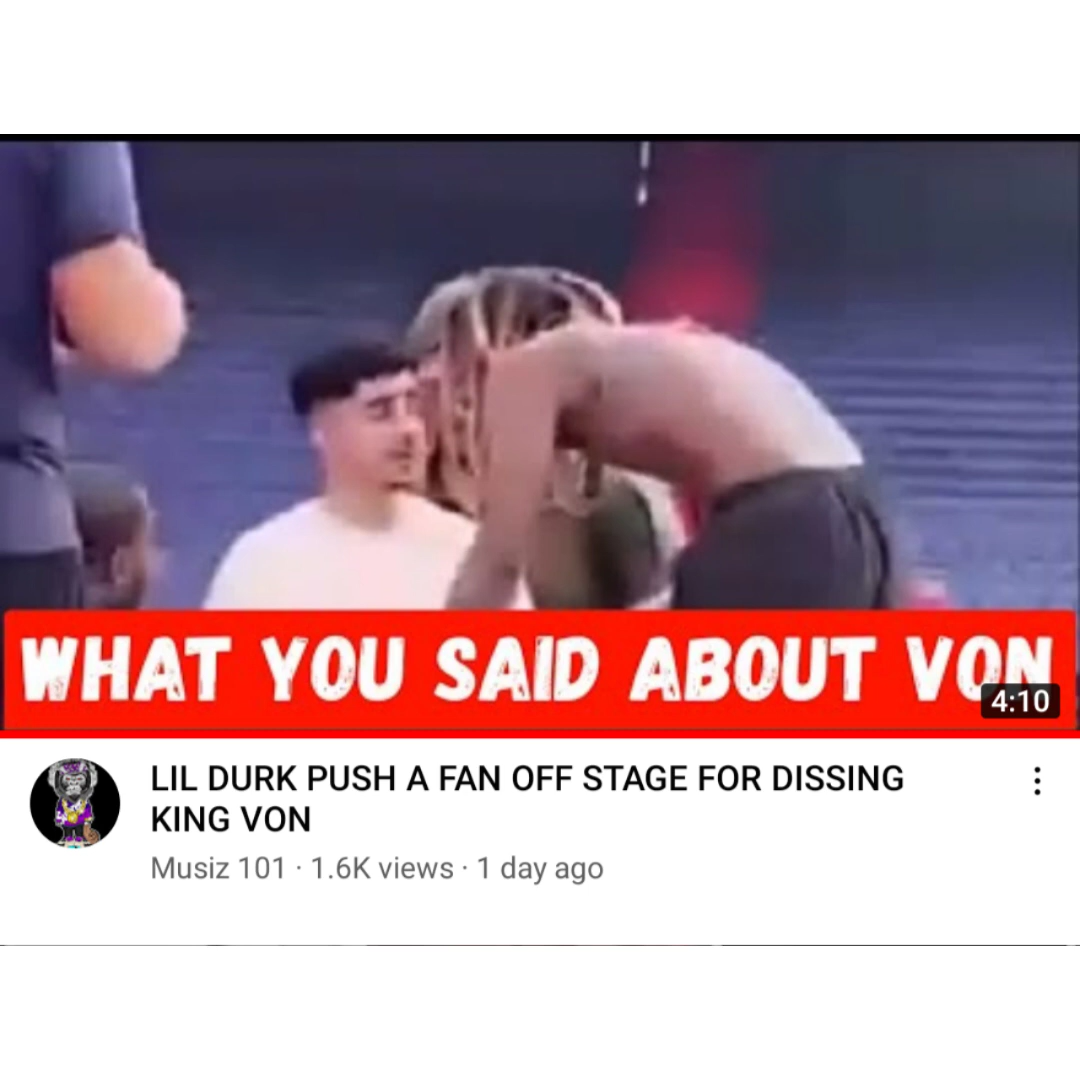 WHAT YOU SAID ABOUT VON
4:10
LIL DURK PUSH A FAN OFF STAGE FOR DISSING
KING VON
Musiz 101 · 1.6K views · 1 day ago